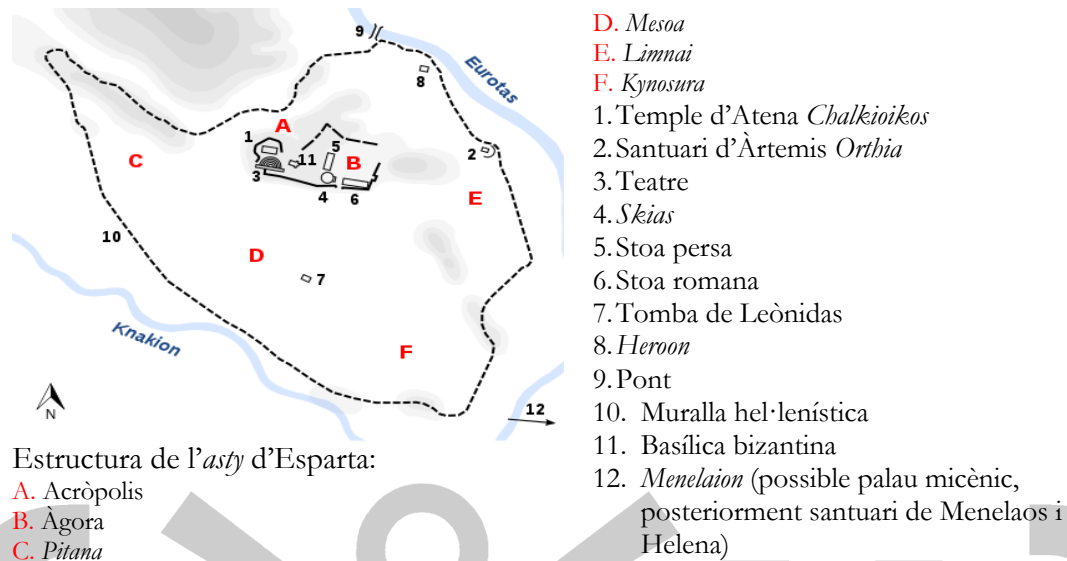 9
Eurotas
8
A
1
5
11
B
2
C
3
4
6
E
10
D
7
Knakion
F
N
12
Estructura de l’asty d’Esparta:
A. Acròpolis
B. Àgora
C. Pitana
D. Mesoa
E. Limnai
F. Kynosura
1. Temple d’Atena Chalkioikos
2. Santuari d’Àrtemis Orthia
3. Teatre
4. Skias
5. Stoa persa
6. Stoa romana
7. Tomba de Leònidas
8. Heroon
9. Pont
10. Muralla hel·lenística
11. Basílica bizantina
12. Menelaion (possible palau micènic,
posteriorment santuari de Menelaos i
Helena)